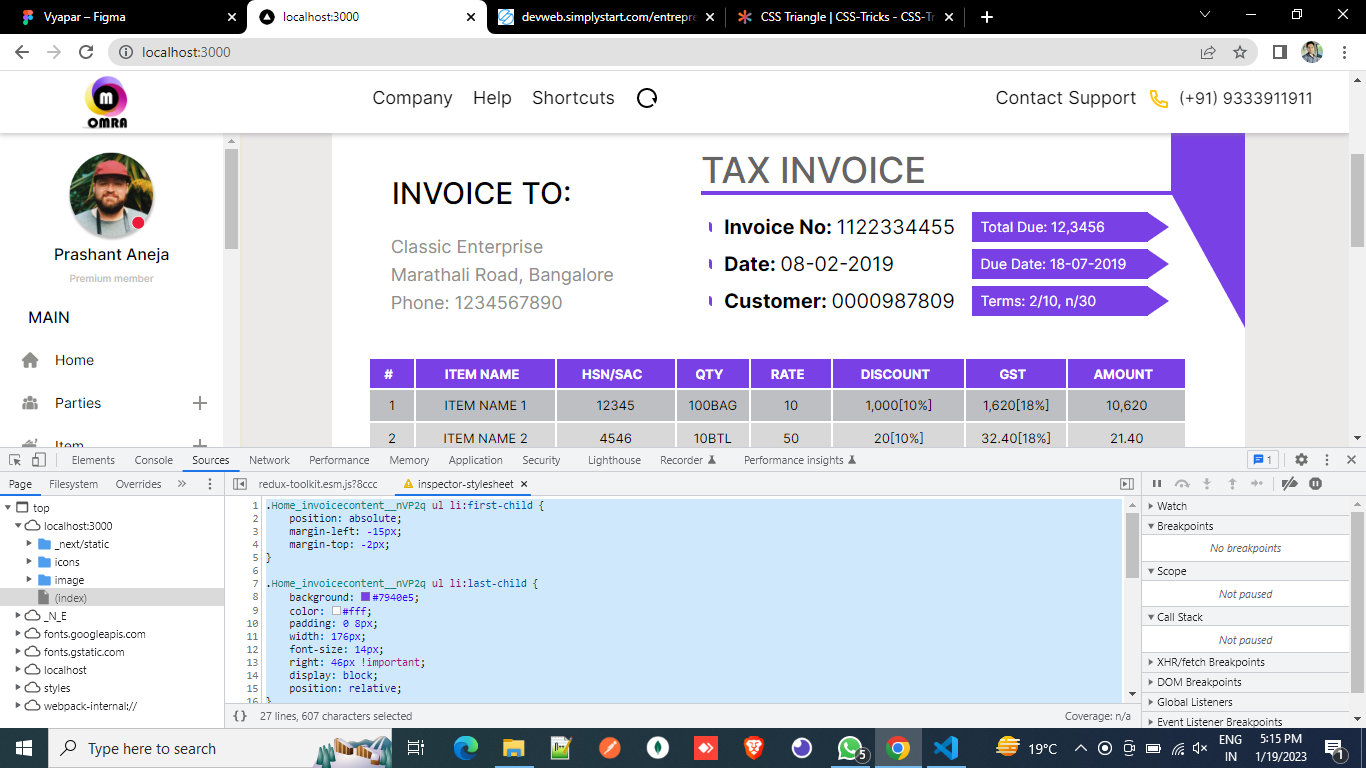 Vyapar – Figma
localhost:3000
devweb.simplystart.com/entrepre
CSS Triangle | CSS-Tricks - CSS-Tr
localhost:3000
m
OMRA
Company
Help
Shortcuts
Contact Support
(+91) 9333911911
Prashant Aneja
Premium member
MAIN
Home
Parties
Item
INVOICE TO:
Classic Enterprise
Marathali Road, Bangalore
Phone: 1234567890
TAX INVOICE
Invoice No: 1122334455
Total Due: 12,3456
Date: 08-02-2019
Due Date: 18-07-2019
Customer: 0000987809
Terms: 2/10, n/30
# ITEM NAME HSN/SAC QTY RATE DISCOUNT GST AMOUNT
1 ITEM NAME 1 12345 100BAG 10 1,000[10%] 1,620[18%] 10,620
2 ITEM NAME 2 4546 10BTL 50 20[10%] 32.40[18%] 21.40
Elements Console Sources Network Performance Memory Application Security Lighthouse Recorder Performance insights 1
Page Filesystem Overrides »
redux-toolkit.esm.js?8ccc
inspector-stylesheet
top
localhost:3000
_next/static
icons
image
(index)
_N_E
fonts.googleapis.com
fonts.gstatic.com
localhost
styles
webpack-internal://
1 .Home_invoicecontent__nVP2q ul li:first-child {
2 position: absolute;
3 margin-left: -15px;
4 margin-top: -2px;
5 }
6
7 .Home_invoicecontent__nVP2q ul li:last-child {
8 background: #7940e5;
9 color: #fff;
10 padding: 0 8px;
11 width: 176px;
12 font-size: 14px;
13 right: 46px !important;
14 display: block;
15 position: relative;
16 }
{} 27 lines, 607 characters selected
Coverage: n/a
Watch
Breakpoints
No breakpoints
Scope
Not paused
Call Stack
Not paused
XHR/fetch Breakpoints
DOM Breakpoints
Global Listeners
Event Listener Breakpoints
Type here to search
5
19°C
ENG
IN
5:15 PM
1/19/2023
1